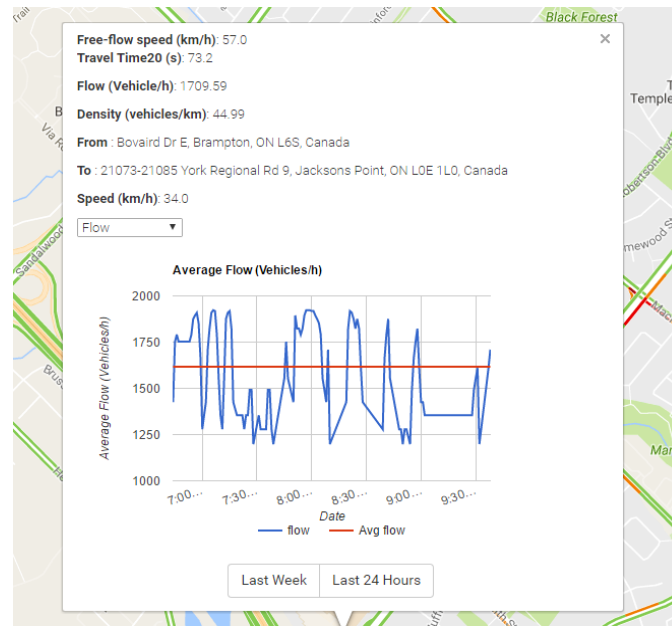 Black Forest
Trail
Free-flow speed (km/h): 57.0
×
Travel Time20 (s): 73.2
Flow (Vehicle/h): 1709.59
Temple
Density (vehicles/km): 44.99
From : Bovaird Dr E, Brampton, ON L6S, Canada
To : 21073-21085 York Regional Rd 9, Jacksons Point, ON L0E 1L0, Canada
Speed (km/h): 34.0
Flow
Sandalwood
Average Flow (Vehicles/h)
2000
1750
1500
1250
1000
Average Flow (Vehicles/h)
7:00... 7:30... 8:00... 8:30... 9:00... 9:30...
Date
flow Avg flow
Last Week Last 24 Hours